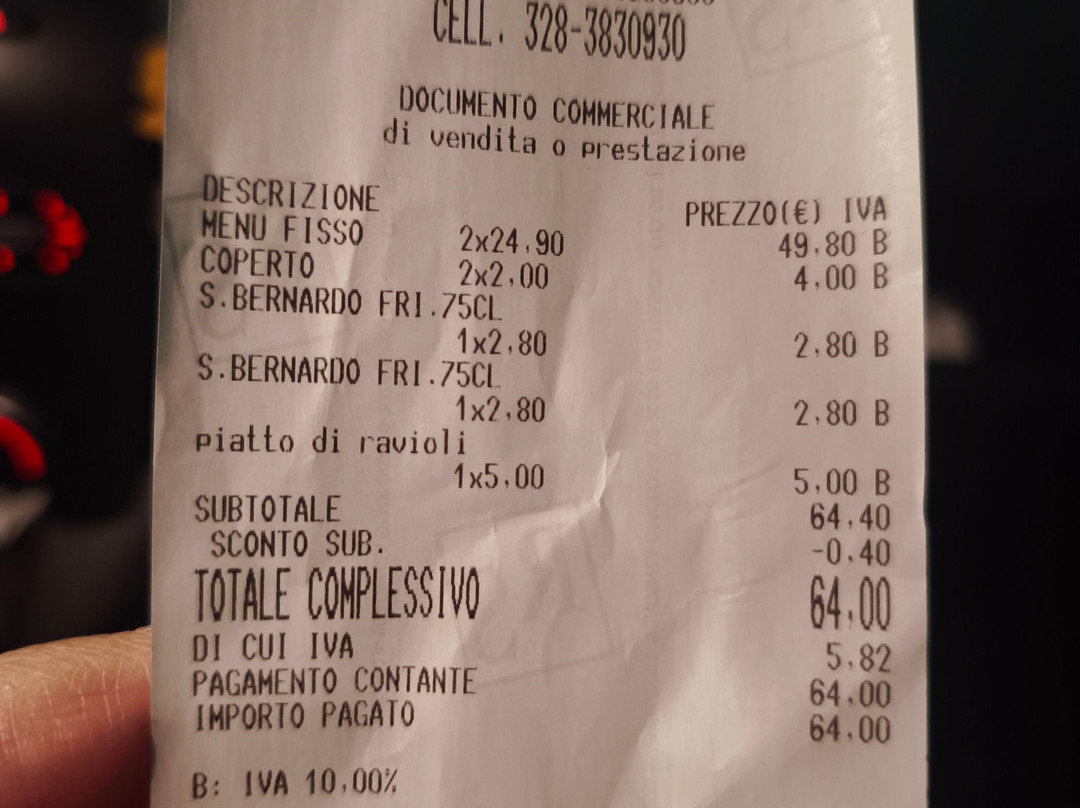 CELL. 328-3830930
DOCUMENTO COMMERCIALE
di vendita o prestazione
DESCRIZIONE PREZZO(€) IVA
MENU FISSO 2x24,90 49,80 B
COPERTO 2x2,00 4,00 B
S.BERNARDO FRI.75CL
1x2,80 2,80 B
S.BERNARDO FRI.75CL
1x2,80 2,80 B
piatto di ravioli
1x5,00 5,00 B
SUBTOTALE 64,40
SCONTO SUB. -0,40
TOTALE COMPLESSIVO 64,00
DI CUI IVA 5,82
PAGAMENTO CONTANTE 64,00
IMPORTO PAGATO 64,00
B: IVA 10,00%